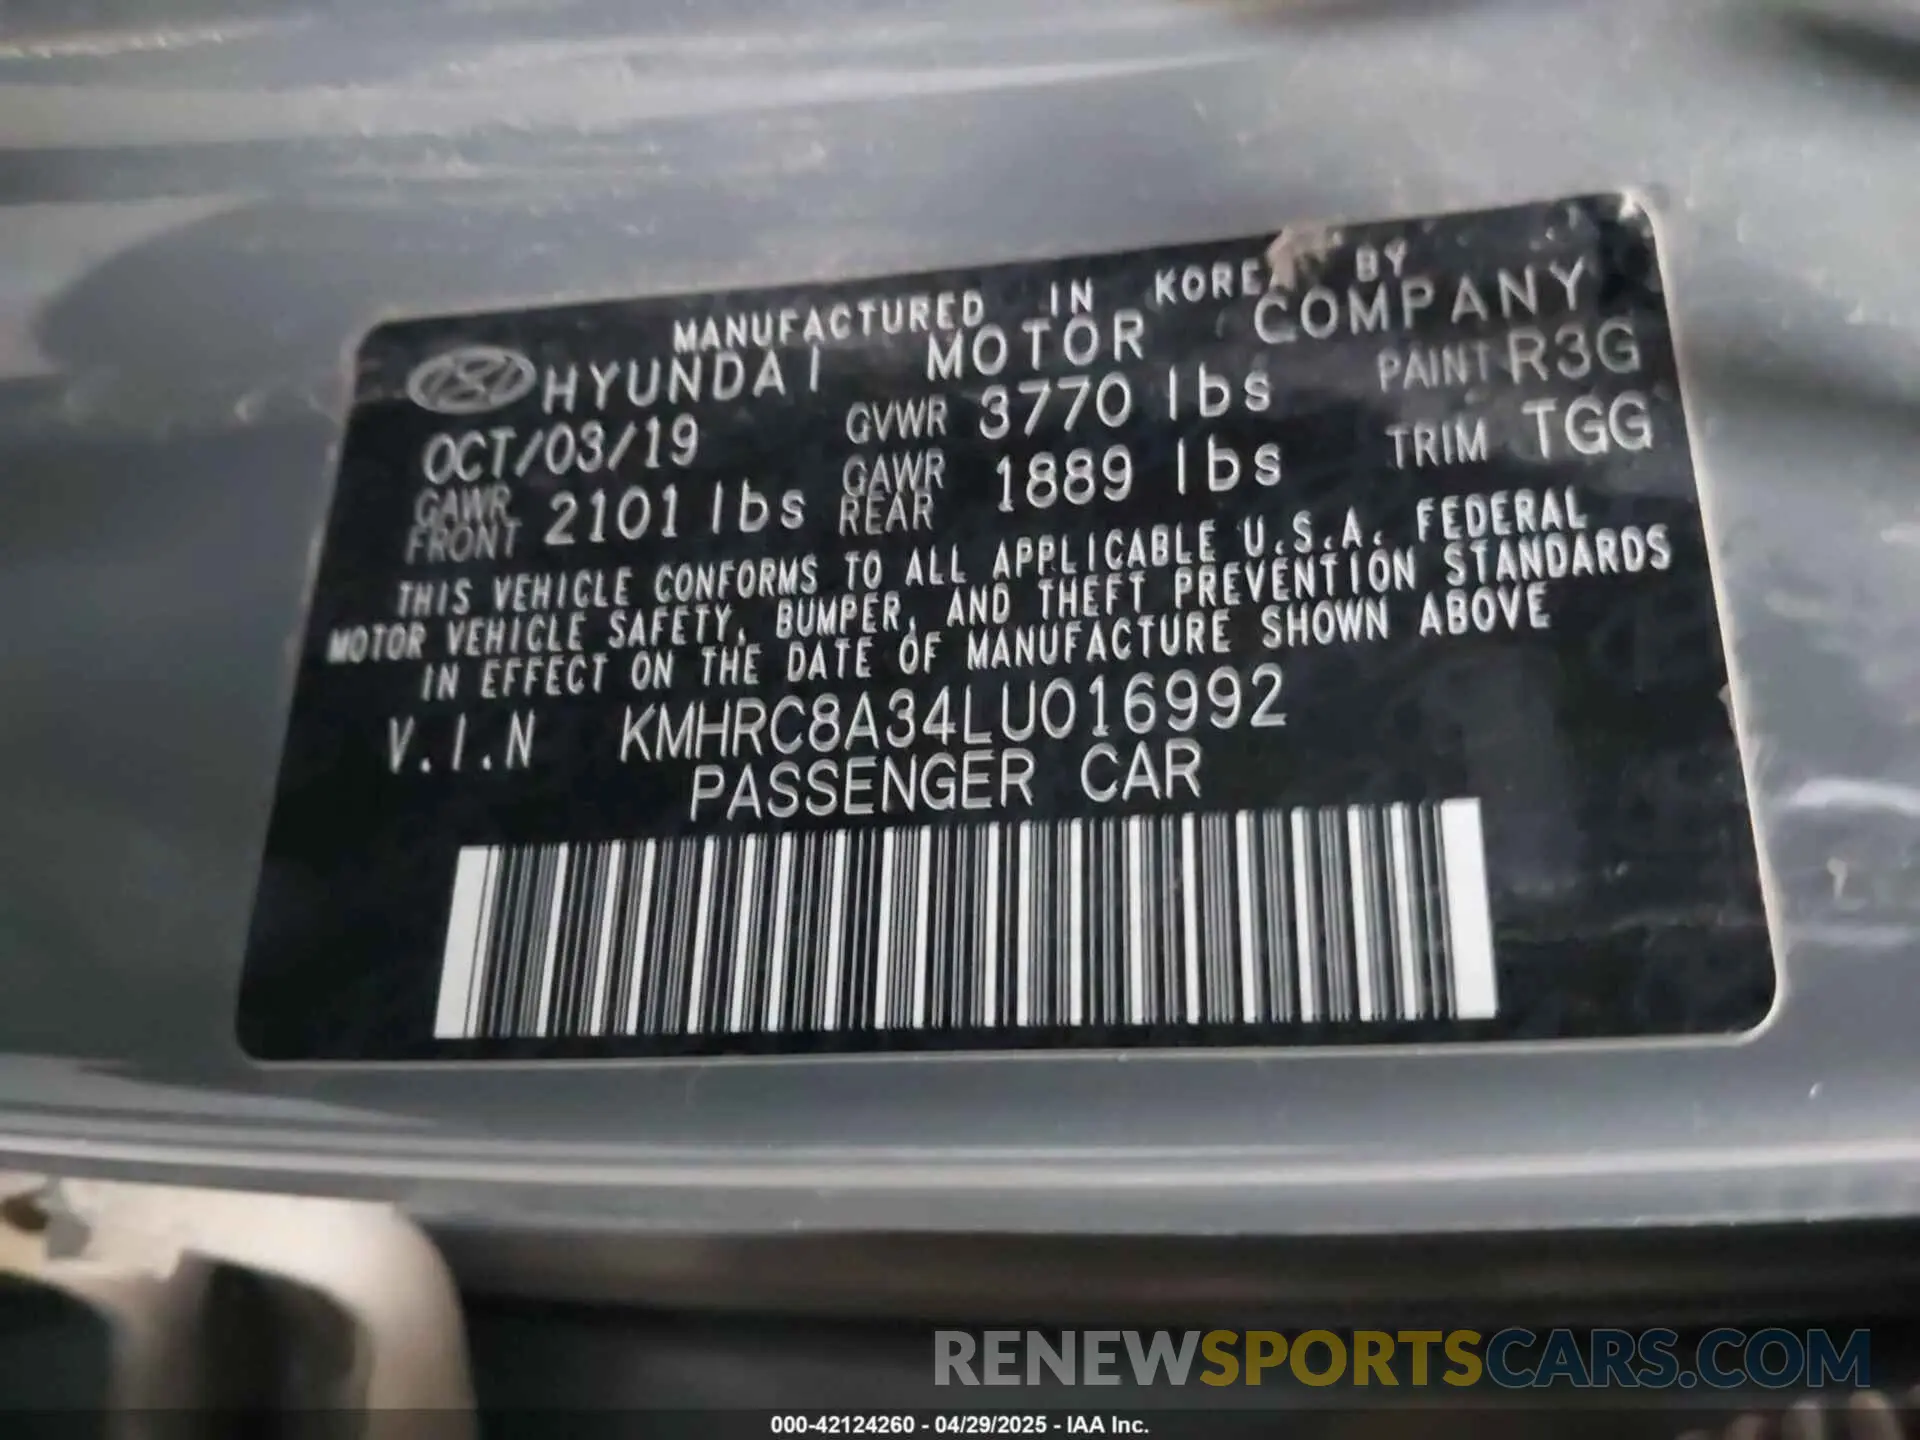 MANUFACTURED IN KOREA BY
HYUNDAI MOTOR COMPANY
OCT/03/19 GVWR 3770 lbs PAINT R3G
GAWR FRONT 2101 lbs GAWR REAR 1889 lbs TRIM TGG
THIS VEHICLE CONFORMS TO ALL APPLICABLE U.S.A. FEDERAL
MOTOR VEHICLE SAFETY, BUMPER, AND THEFT PREVENTION STANDARDS
IN EFFECT ON THE DATE OF MANUFACTURE SHOWN ABOVE
V.I.N KMHRC8A34LU016992
PASSENGER CAR
RENEWSPORTSCARS.COM
000-42124260 - 04/29/2025 - IAA Inc.